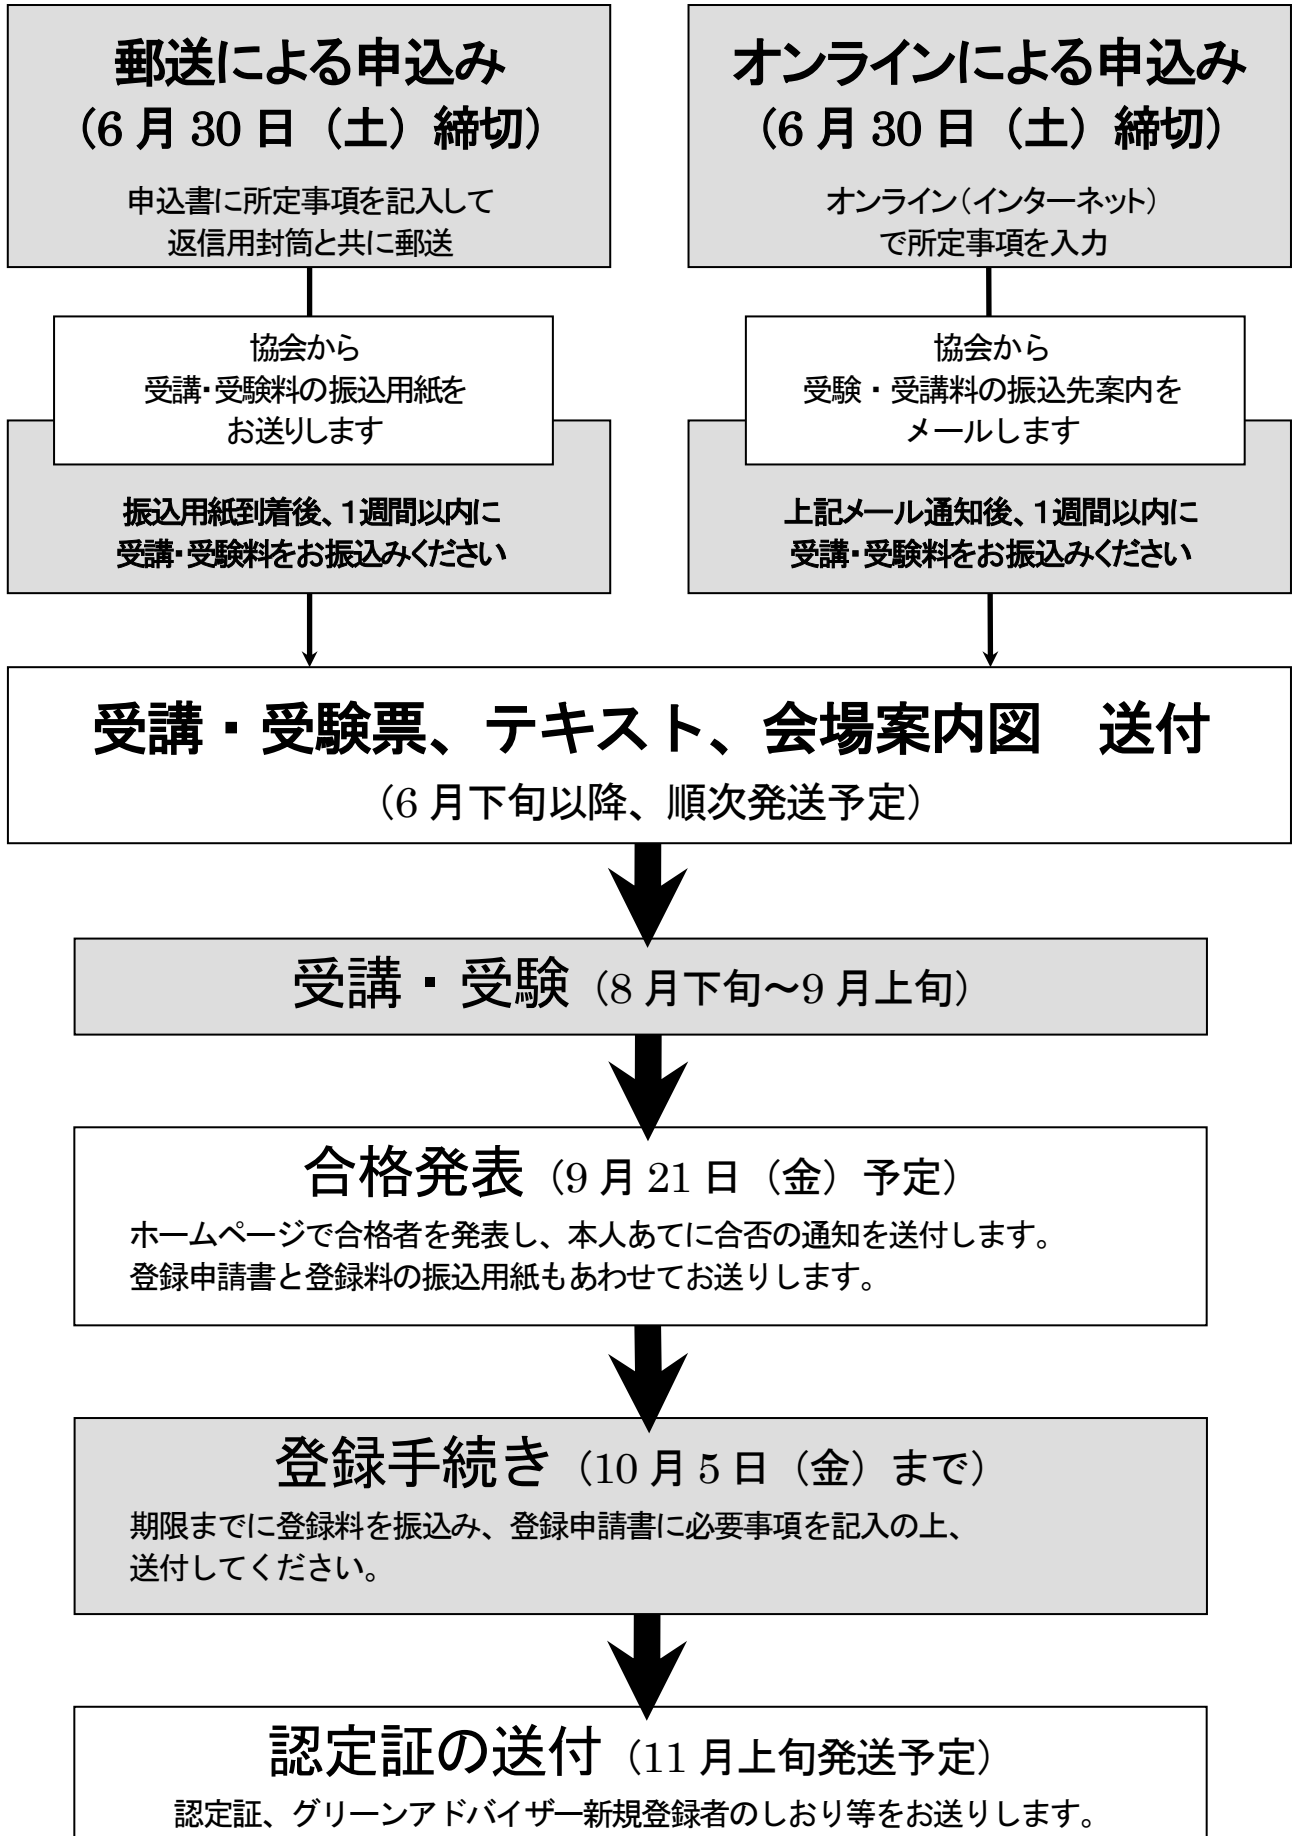 郵送による申込み
（6 月 30 日（土）締切）
申込書に所定事項を記入して
返信用封筒と共に郵送
協会から
受講・受験料の振込用紙を
お送りします
振込用紙到着後、1週間以内に
受講・受験料をお振込みください
オンラインによる申込み
（6 月 30 日（土）締切）
オンライン（インターネット）
で所定事項を入力
協会から
受験・受講料の振込先案内を
メールします
上記メール通知後、1週間以内に
受講・受験料をお振込みください
受講・受験票、テキスト、会場案内図　送付
（6 月下旬以降、順次発送予定）
受講・受験（8 月下旬～9 月上旬）
合格発表（9 月 21 日（金）予定）
ホームページで合格者を発表し、本人あてに合否の通知を送付します。
登録申請書と登録料の振込用紙もあわせてお送りします。
登録手続き（10 月 5 日（金）まで）
期限までに登録料を振込み、登録申請書に必要事項を記入の上、
送付してください。
認定証の送付（11 月上旬発送予定）
認定証、グリーンアドバイザー新規登録者のしおり等をお送りします。